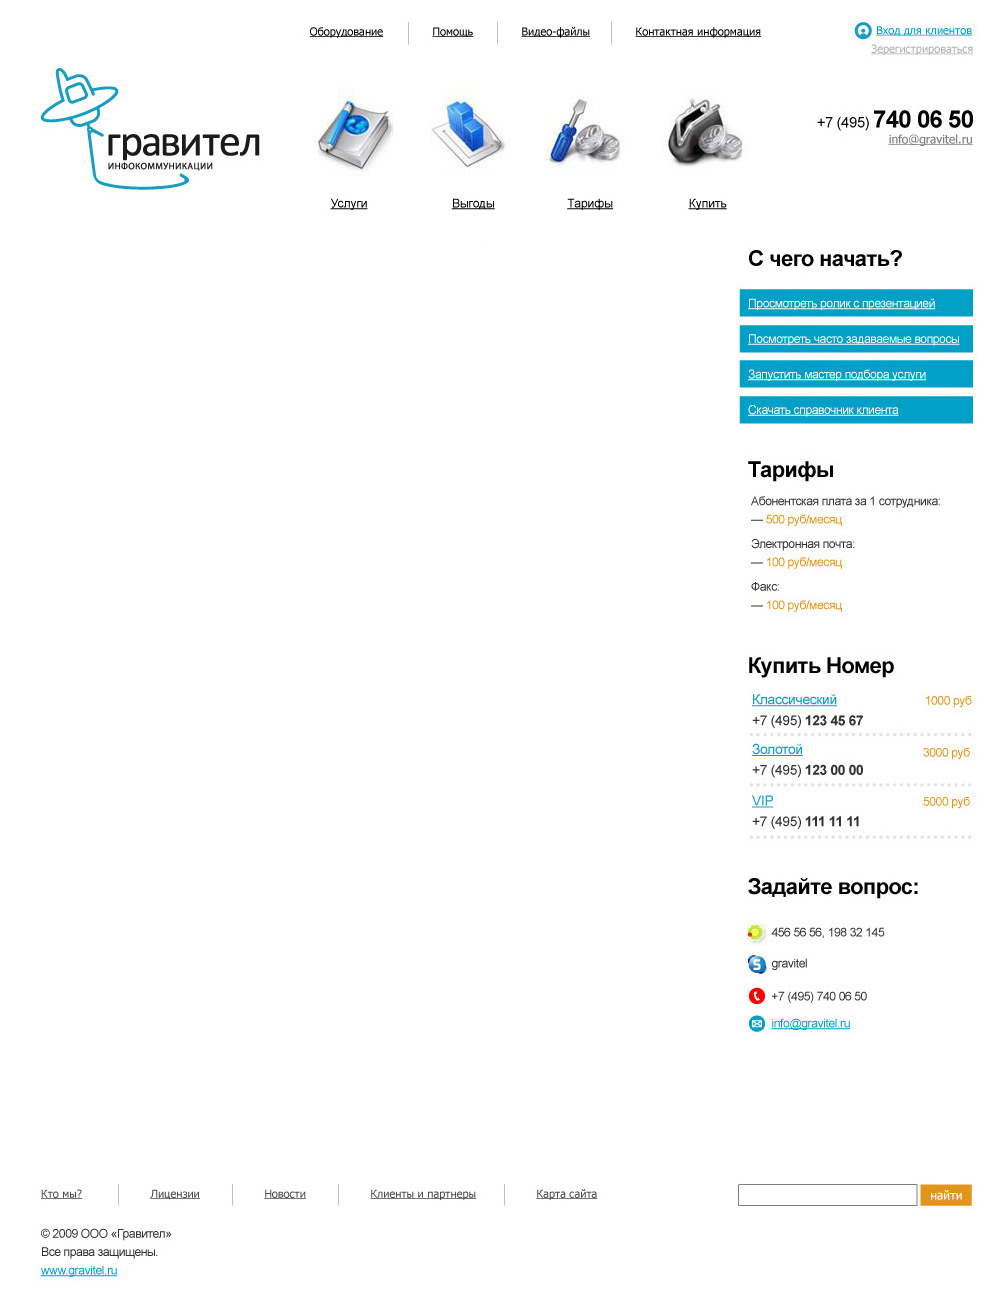 Оборудование
Помощь
Видео-файлы
Контактная информация
Вход для клиентов
Зерегистрироваться
гравител
ИНФОКОММУНИКАЦИИ
+7 (495) 740 06 50
info@gravitel.ru
Услуги
Выгоды
Тарифы
Купить
С чего начать?
Просмотреть ролик с презентацией
Посмотреть часто задаваемые вопросы
Запустить мастер подбора услуги
Скачать справочник клиента
Тарифы
Абонентская плата за 1 сотрудника:
— 500 руб/месяц
Электронная почта:
— 100 руб/месяц
Факс:
— 100 руб/месяц
Купить Номер
Классический 1000 руб
+7 (495) 123 45 67
Золотой 3000 руб
+7 (495) 123 00 00
VIP 5000 руб
+7 (495) 111 11 11
Задайте вопрос:
456 56 56, 198 32 145
gravitel
+7 (495) 740 06 50
info@gravitel.ru
Кто мы?
Лицензии
Новости
Клиенты и партнеры
Карта сайта
найти
© 2009 ООО «Гравител»
Все права защищены.
www.gravitel.ru